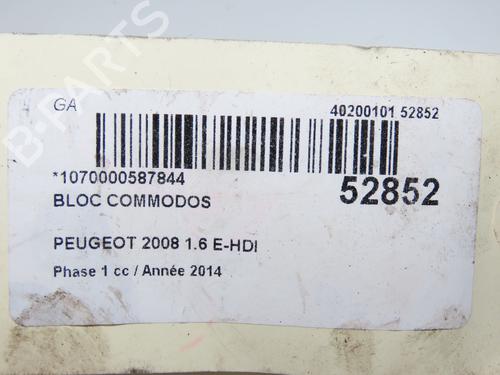 B-PARTS
GA
40200101 52852
*1070000587844
52852
BLOC COMMODOS
PEUGEOT 2008 1.6 E-HDI
Phase 1 cc / Année 2014